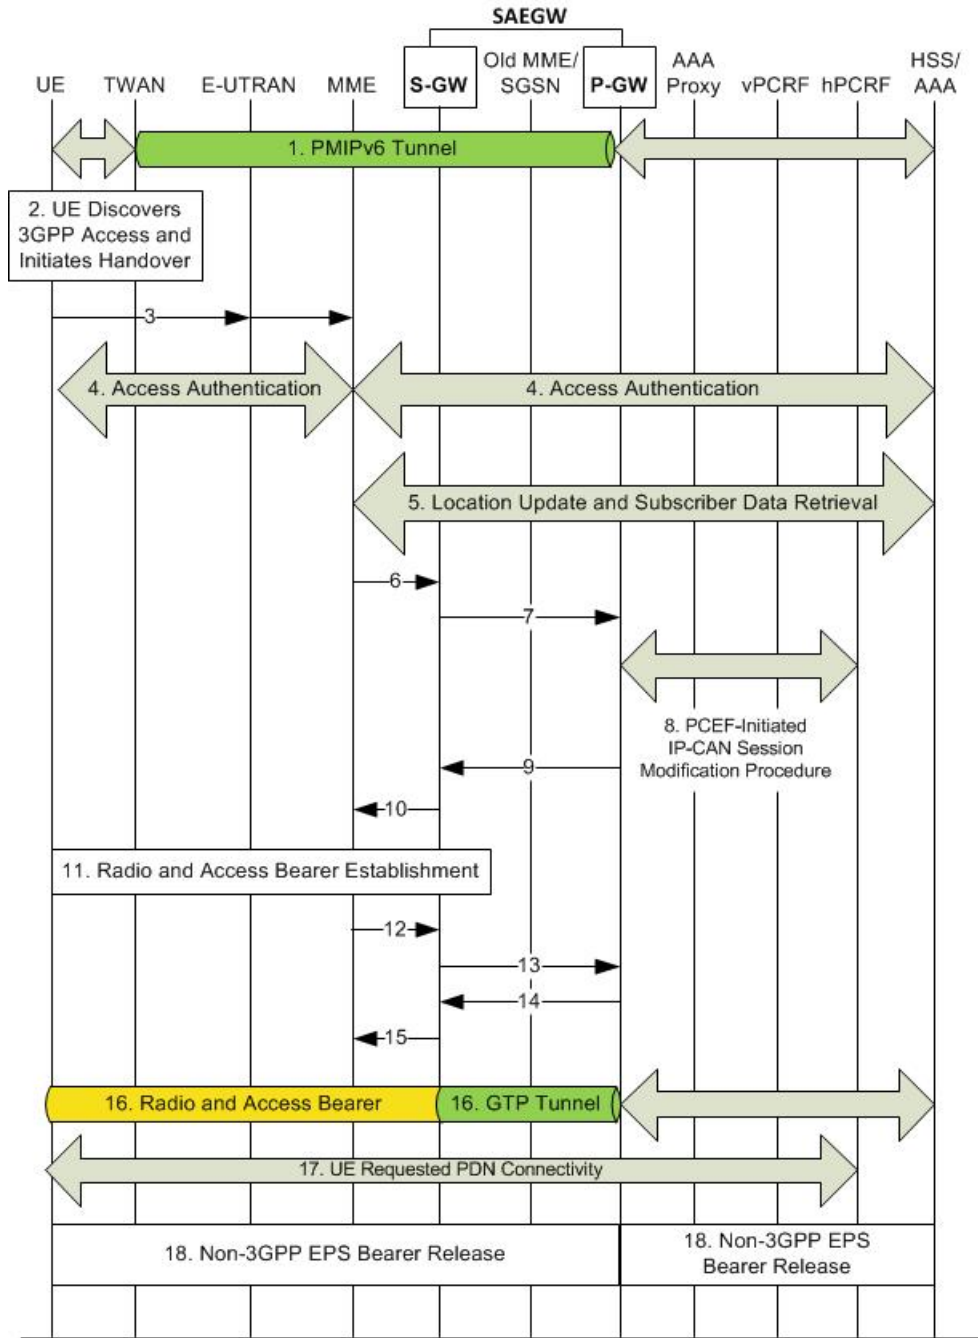 SAEGW
UE
TWAN
E-UTRAN
MME
S-GW
Old MME/
SGSN
P-GW
AAA
Proxy
vPCRF
hPCRF
HSS/
AAA
1. PMIPv6 Tunnel
2. UE Discovers
3GPP Access and
Initiates Handover
3
4. Access Authentication
4. Access Authentication
5. Location Update and Subscriber Data Retrieval
6
7
8. PCEF-Initiated
IP-CAN Session
Modification Procedure
9
10
11. Radio and Access Bearer Establishment
12
13
14
15
16. Radio and Access Bearer
16. GTP Tunnel
17. UE Requested PDN Connectivity
18. Non-3GPP EPS Bearer Release
18. Non-3GPP EPS
Bearer Release